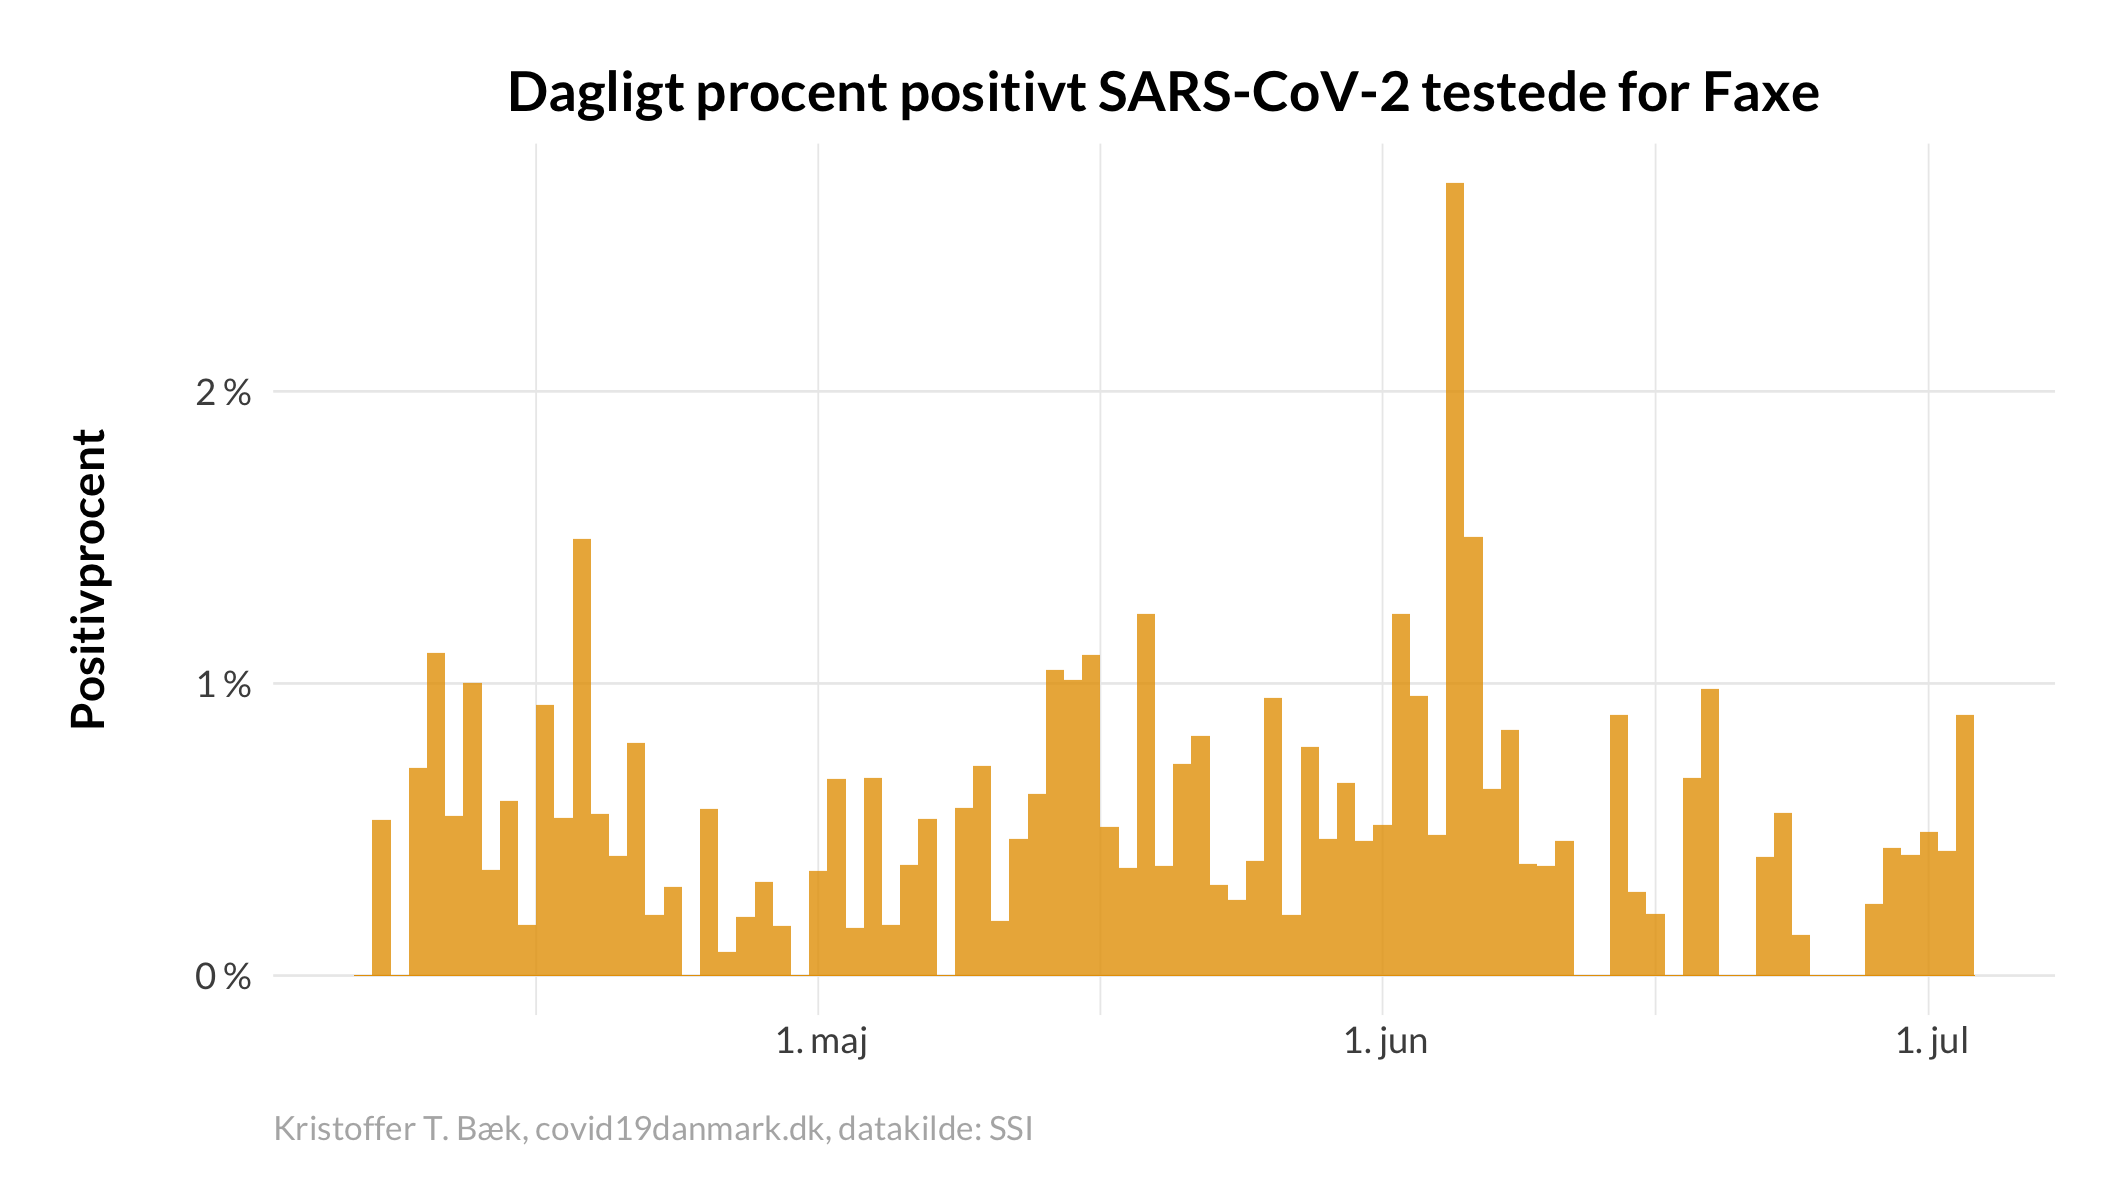 Dagligt procent positivt SARS-CoV-2 testede for Faxe
Positivprocent
2 %
1 %
0 %
1. maj
1. jun
1. jul
Kristoffer T. Bæk, covid19danmark.dk, datakilde: SSI